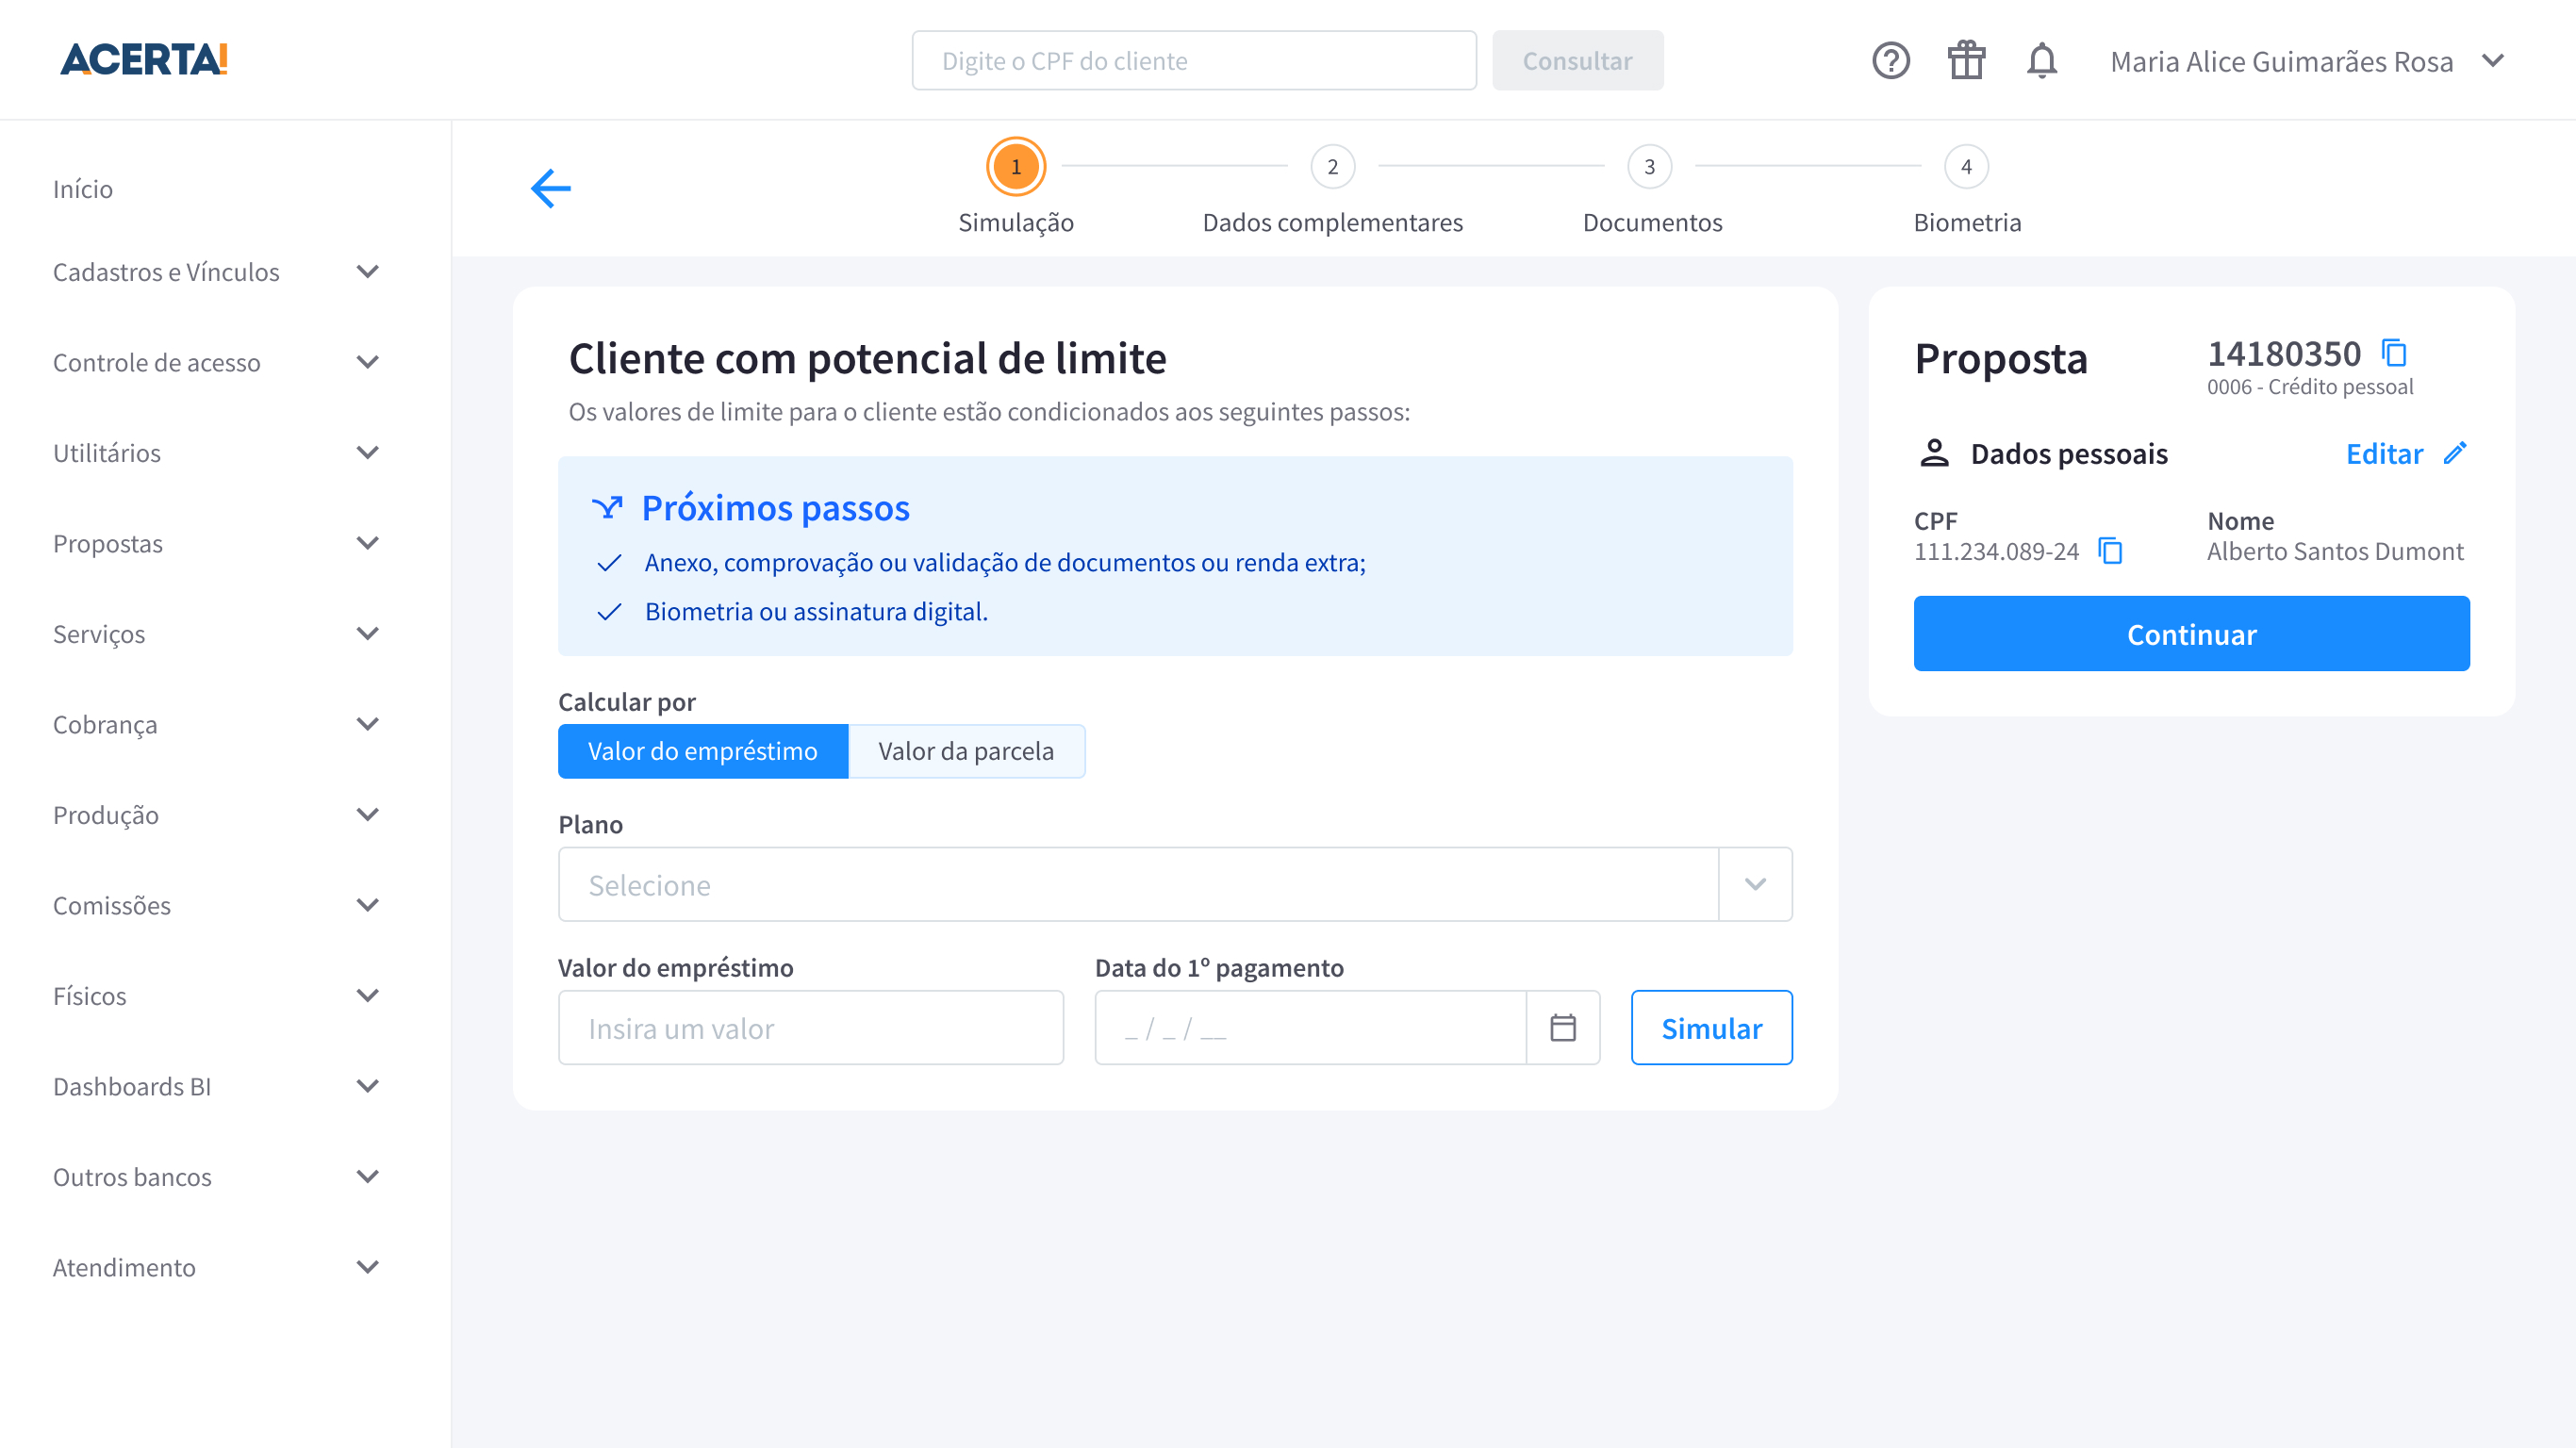 ACERTA!
Digite o CPF do cliente
Consultar
Maria Alice Guimarães Rosa
Início
Cadastros e Vínculos
Controle de acesso
Utilitários
Propostas
Serviços
Cobrança
Produção
Comissões
Físicos
Dashboards BI
Outros bancos
Atendimento
1
Simulação
2
Dados complementares
3
Documentos
4
Biometria
Cliente com potencial de limite
Os valores de limite para o cliente estão condicionados aos seguintes passos:
Próximos passos
Anexo, comprovação ou validação de documentos ou renda extra;
Biometria ou assinatura digital.
Calcular por
Valor do empréstimo
Valor da parcela
Plano
Selecione
Valor do empréstimo
Insira um valor
Data do 1º pagamento
_ / _ / __
Simular
Proposta
14180350
0006 - Crédito pessoal
Dados pessoais
Editar
CPF
111.234.089-24
Nome
Alberto Santos Dumont
Continuar